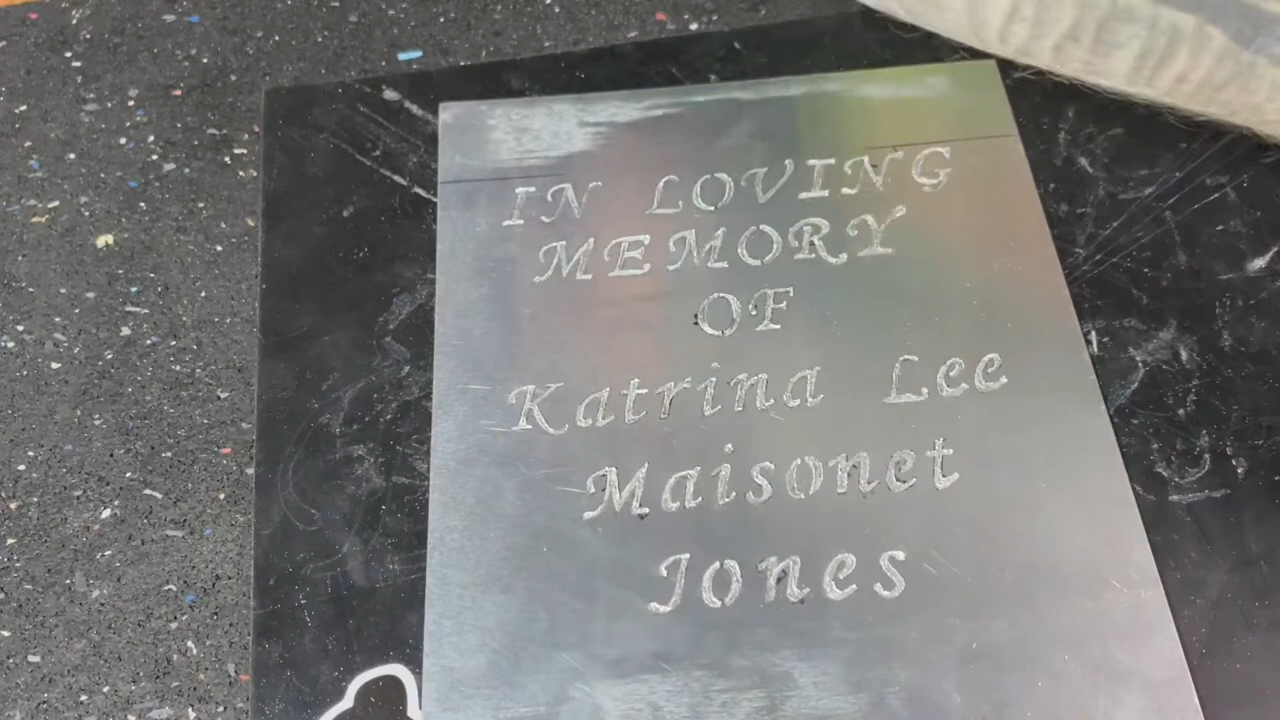 IN LOVING
MEMORY
OF
Katrina Lee
Maisonet
Jones